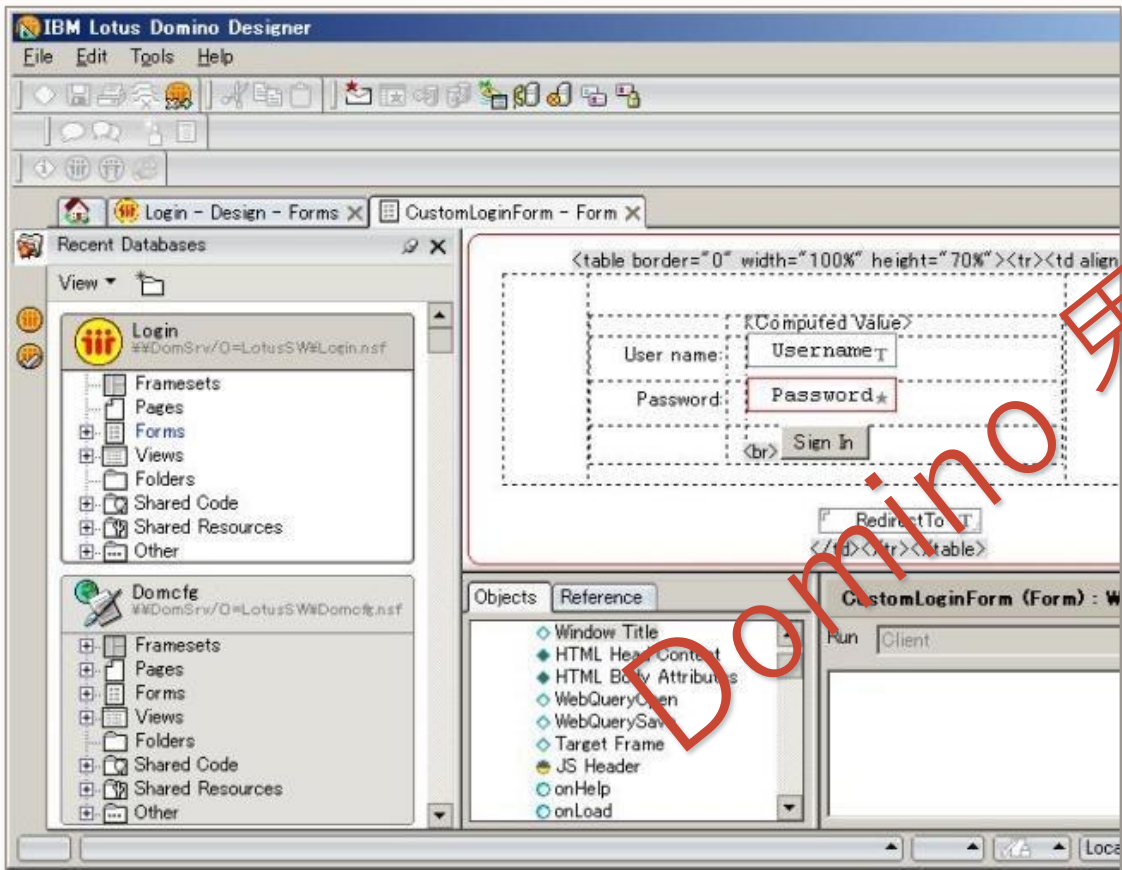 IBM Lotus Domino Designer
File Edit Tools Help
Login - Design - Forms
CustomLoginForm - Form
Recent Databases
View
Login
¥¥DomSrv/O=LotusSW¥Login.nsf
Framesets
Pages
Forms
Views
Folders
Shared Code
Shared Resources
Other
Domcfg
¥¥DomSrv/O=LotusSW¥Domcfg.nsf
Framesets
Pages
Forms
Views
Folders
Shared Code
Shared Resources
Other
<table border="0" width="100%" height="70%"><tr><td align
<Computed Value>
User name: Username T
Password: Password *
<br> Sign In
RedirectTo T
</td></tr></table>
Objects Reference
Window Title
HTML Head Content
HTML Body Attributes
WebQueryOpen
WebQuerySave
Target Frame
JS Header
onHelp
onLoad
CustomLoginForm (Form) : W
Run Client
Loca
Domino